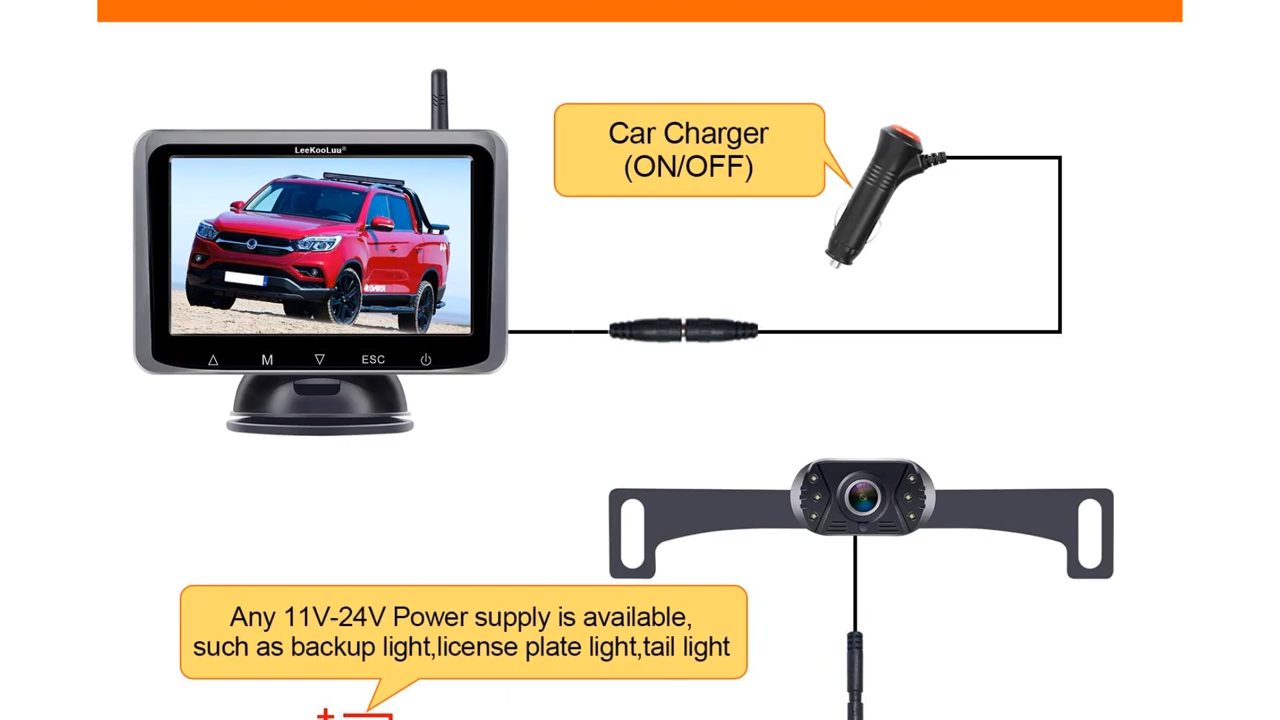 LeeKooLuu®
Car Charger
(ON/OFF)
M
ESC
Any 11V-24V Power supply is available,
such as backup light,license plate light,tail light
+